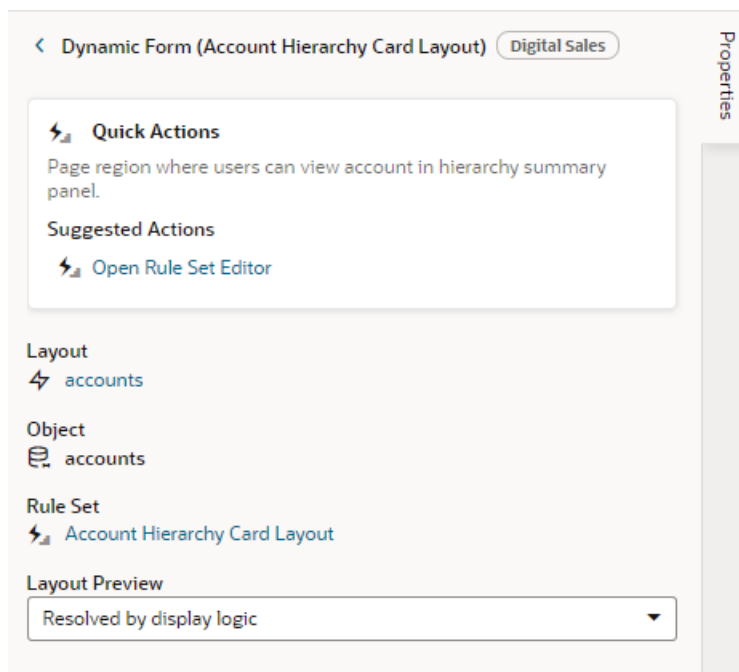 Dynamic Form (Account Hierarchy Card Layout) Digital Sales
Properties
Quick Actions
Page region where users can view account in hierarchy summary
panel.
Suggested Actions
Open Rule Set Editor
Layout
accounts
Object
accounts
Rule Set
Account Hierarchy Card Layout
Layout Preview
Resolved by display logic